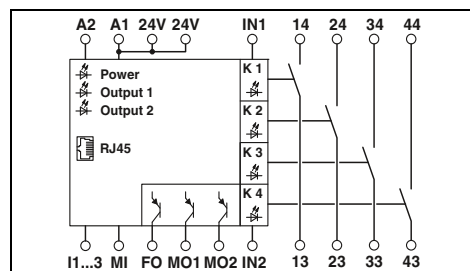 A2 A1 24V 24V IN1 14 24 34 44
Power
Output 1
Output 2
RJ45
K 1
K 2
K 3
K 4
I1...3 MI FO MO1 MO2 IN2 13 23 33 43